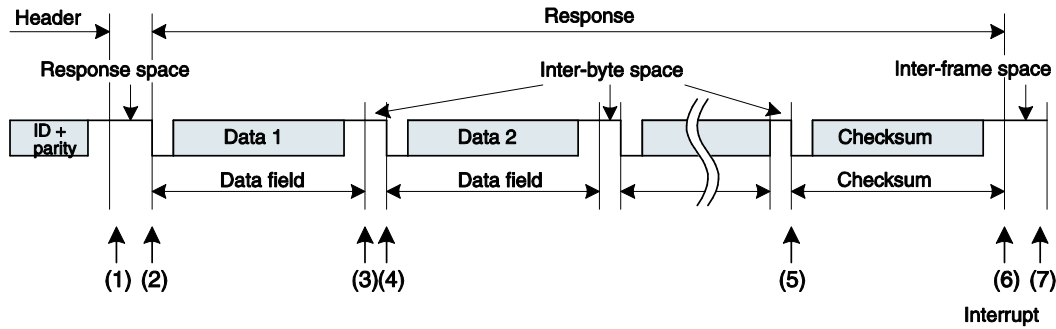 Header
Response
Response space
Inter-byte space
Inter-frame space
ID +
parity
Data 1
Data 2
Checksum
Data field
Data field
Checksum
(1)
(2)
(3)
(4)
(5)
(6)
(7)
Interrupt